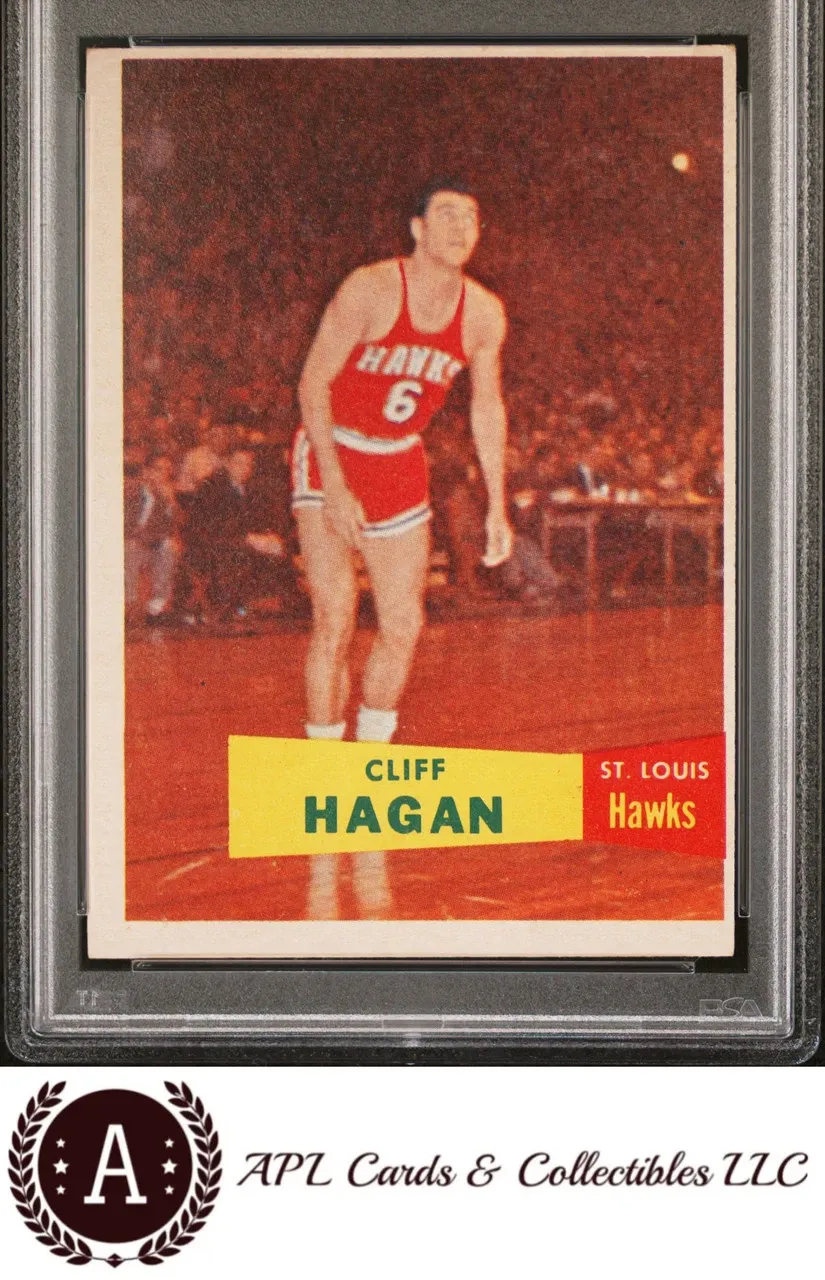 HAWKS
6
CLIFF
HAGAN
ST. LOUIS
Hawks
PSA
A
APL Cards & Collectibles LLC